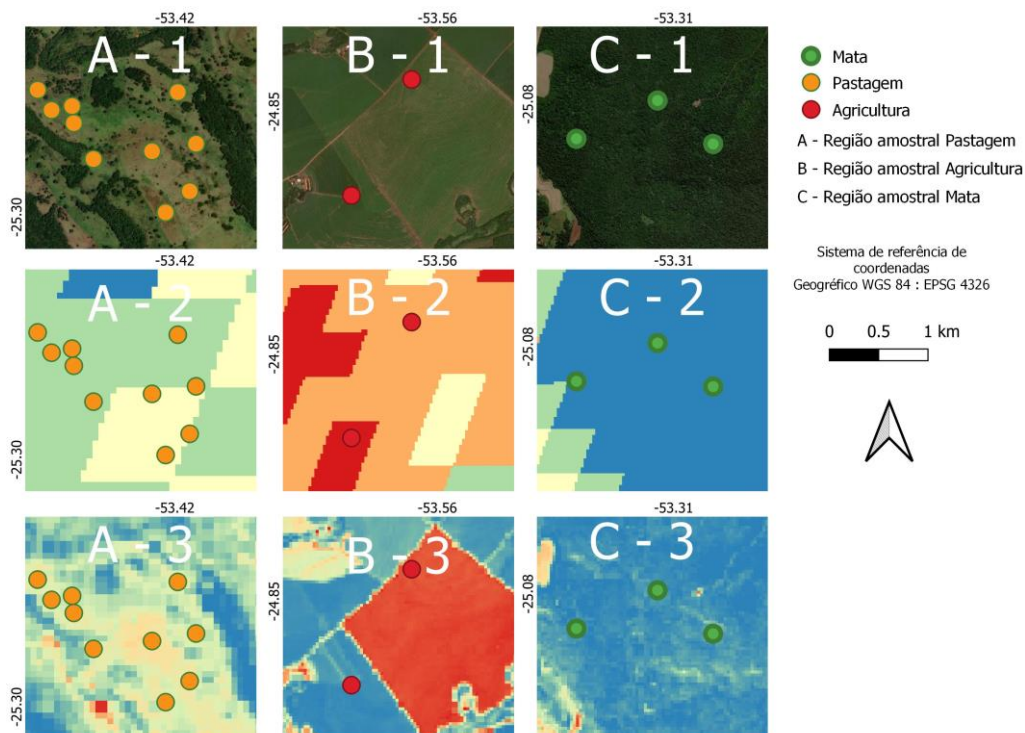 -53.42
-53.56
-53.31
A - 1
B - 1
C - 1
-25.30
-24.85
-25.08
Mata
Pastagem
Agricultura
A - Região amostral Pastagem
B - Região amostral Agricultura
C - Região amostral Mata
-53.42
-53.56
-53.31
A - 2
B - 2
C - 2
-25.30
-24.85
-25.08
Sistema de referência de
coordenadas
Geogréfico WGS 84 : EPSG 4326
0 0.5 1 km
-53.42
-53.56
-53.31
A - 3
B - 3
C - 3
-25.30
-24.85
-25.08